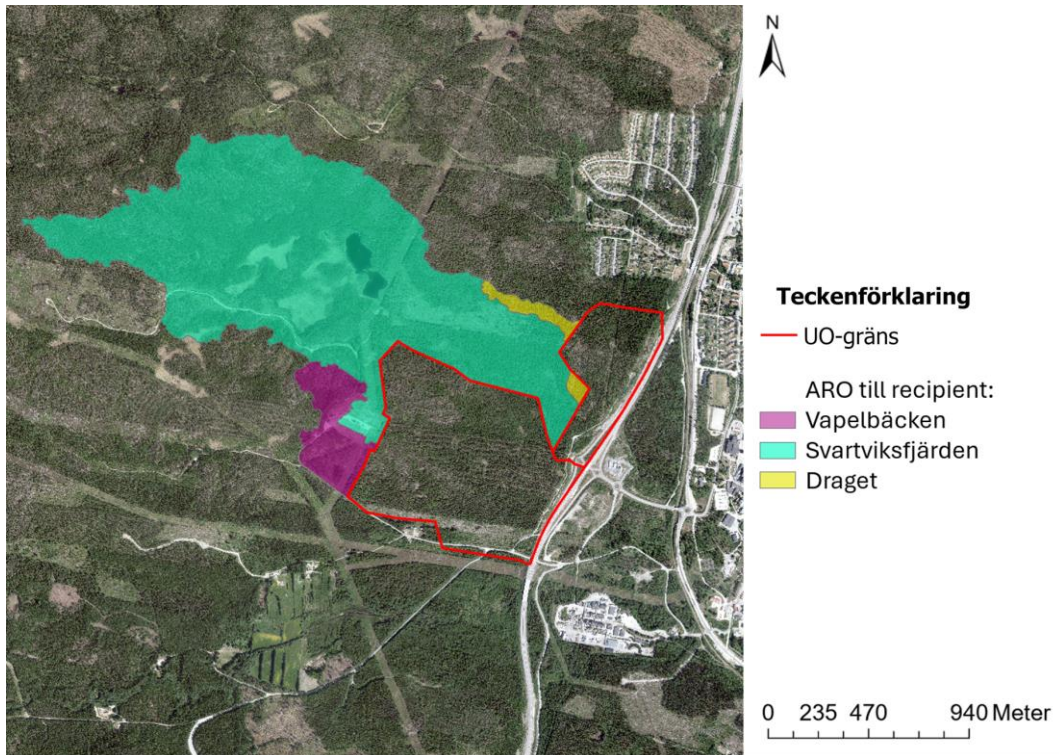 N
Teckenförklaring
UO-gräns
ARO till recipient:
Vapelbäcken
Svartviksfjärden
Draget
0 235 470 940 Meter